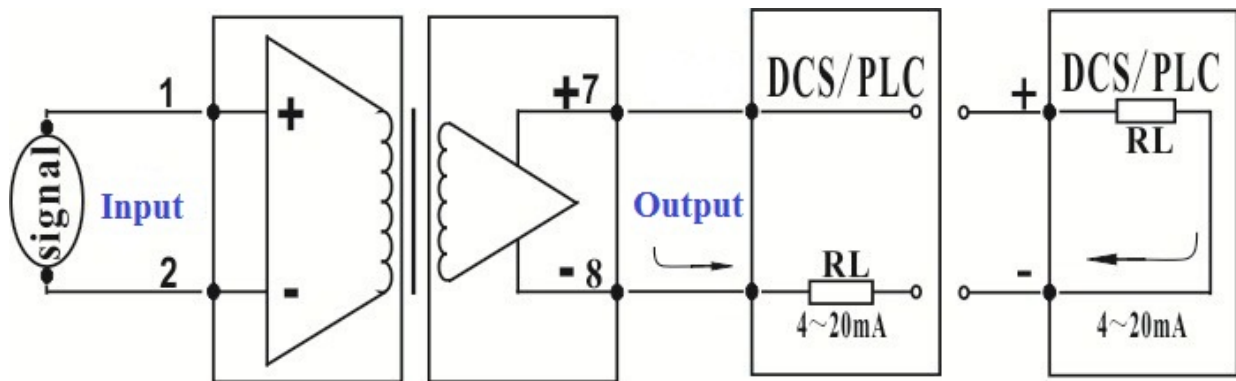 1
+
signal
Input
2
-
+7
-8
Output
DCS/PLC
RL
4~20mA
+
-
DCS/PLC
RL
4~20mA